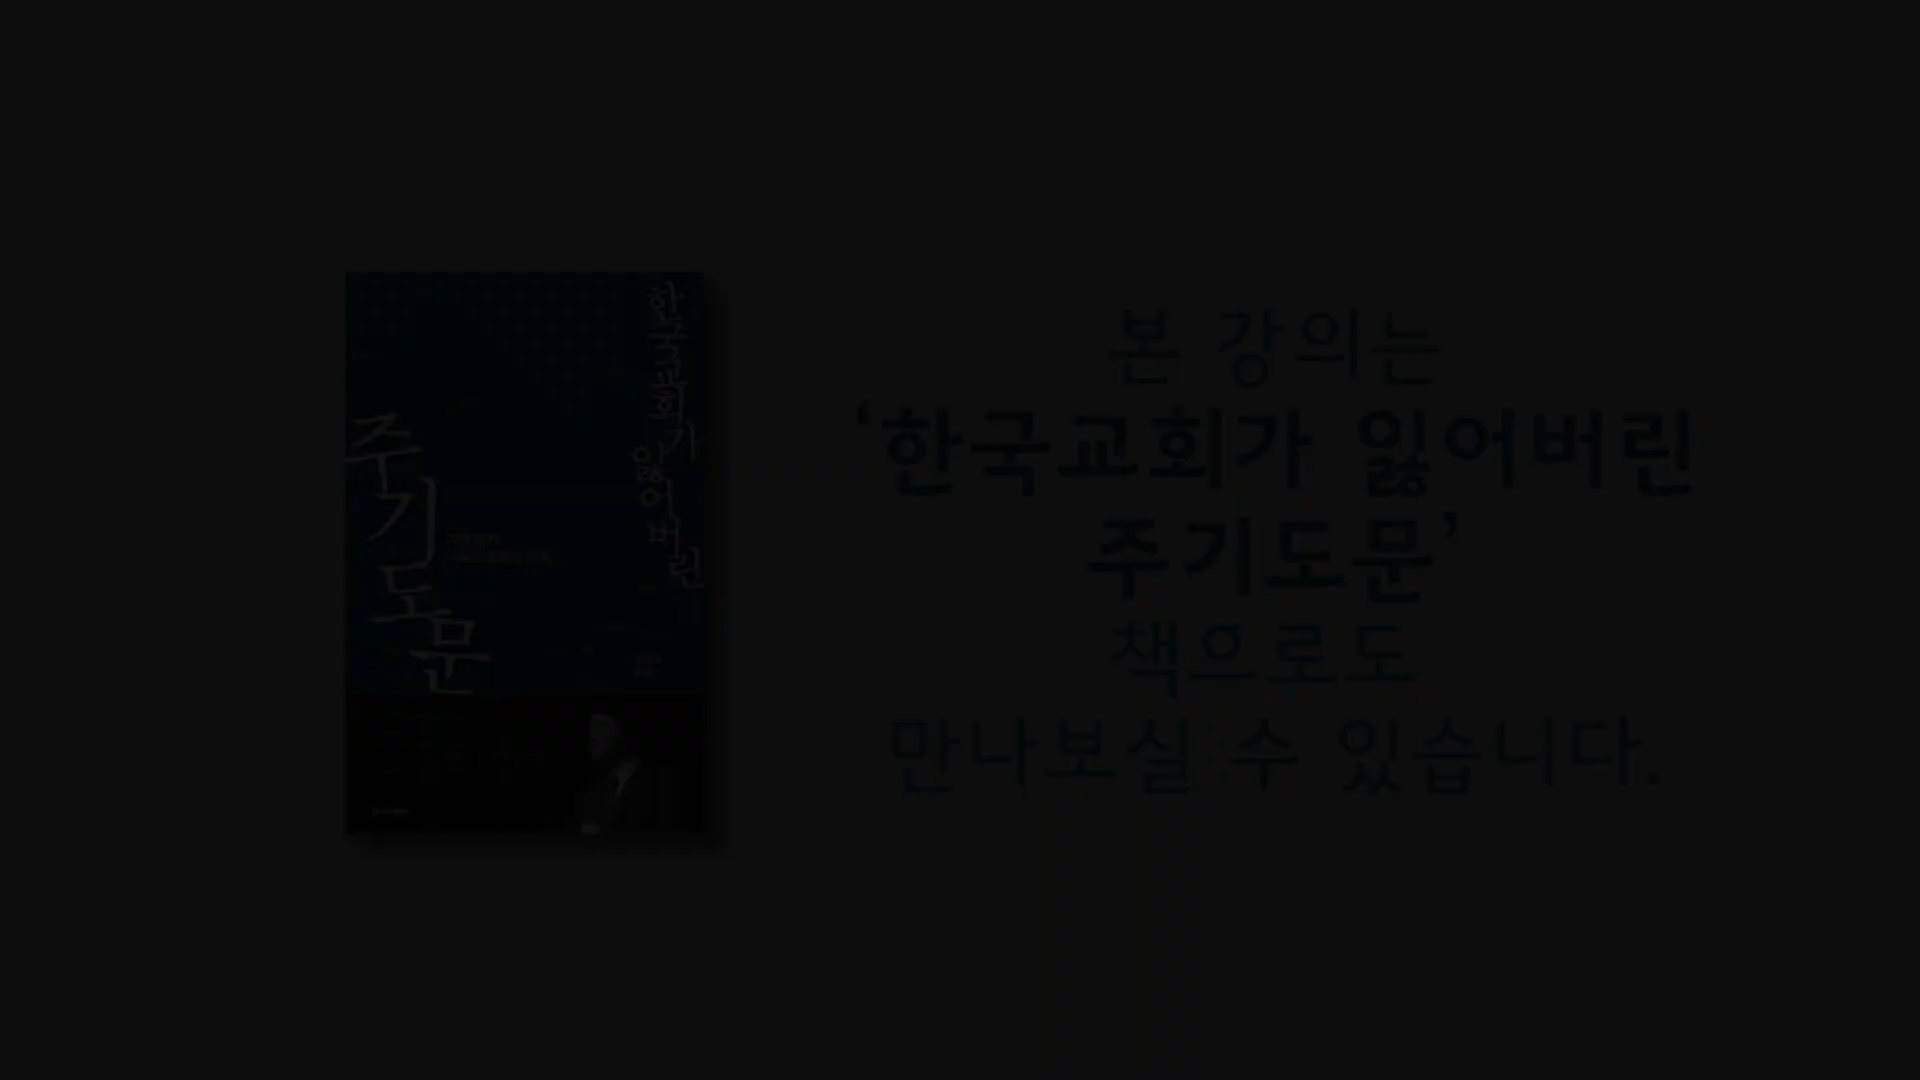 한국교회가
잃어버린
주
기
도
문
본 강의는
‘한국교회가 잃어버린
주기도문’
책으로도
만나보실 수 있습니다.